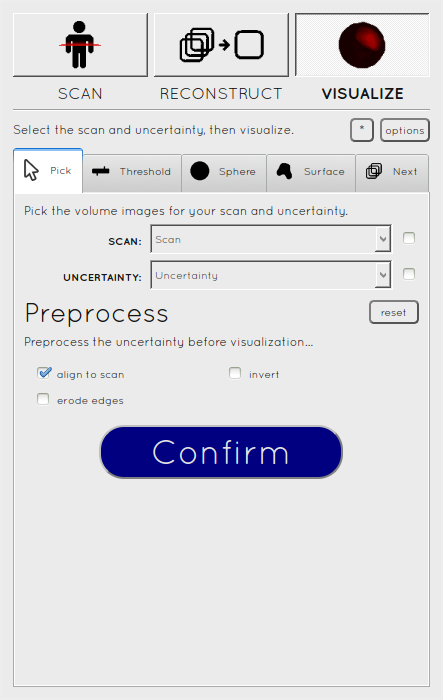 SCAN RECONSTRUCT VISUALIZE
Select the scan and uncertainty, then visualize. * options
Pick Threshold Sphere Surface Next
Pick the volume images for your scan and uncertainty.
SCAN: Scan
UNCERTAINTY: Uncertainty
Preprocess reset
Preprocess the uncertainty before visualization...
align to scan invert
erode edges
Confirm